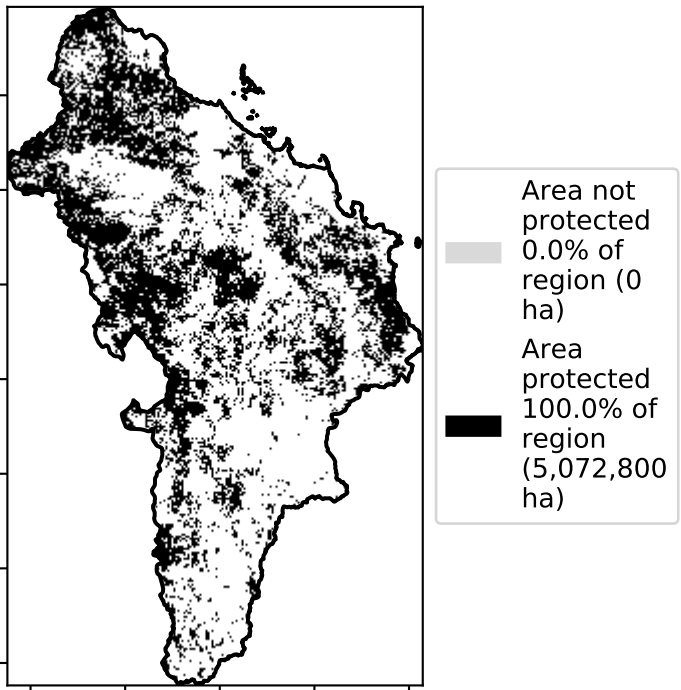 Area not
protected
0.0% of
region (0
ha)
Area
protected
100.0% of
region
(5,072,800
ha)